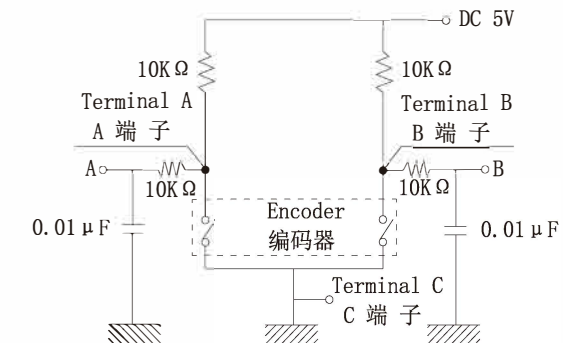 DC 5V
10KΩ
10KΩ
Terminal A
A 端 子
Terminal B
B 端 子
A
10KΩ
10KΩ
B
Encoder
编码器
0.01μF
0.01μF
Terminal C
C 端 子